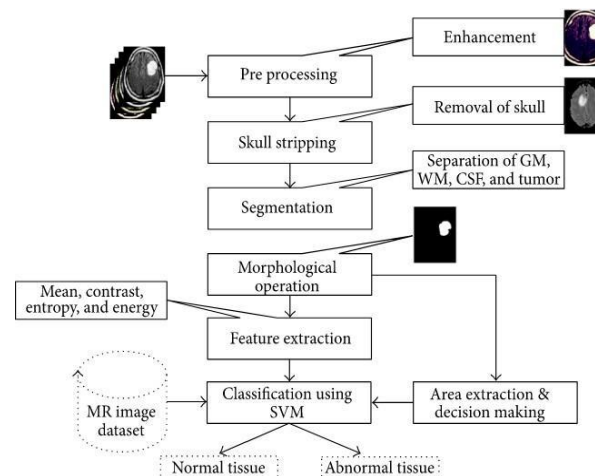 Enhancement
Pre processing
Removal of skull
Skull stripping
Separation of GM,
WM, CSF, and tumor
Segmentation
Morphological
operation
Mean, contrast,
entropy, and energy
Feature extraction
MR image
dataset
Classification using
SVM
Area extraction &
decision making
Normal tissue
Abnormal tissue